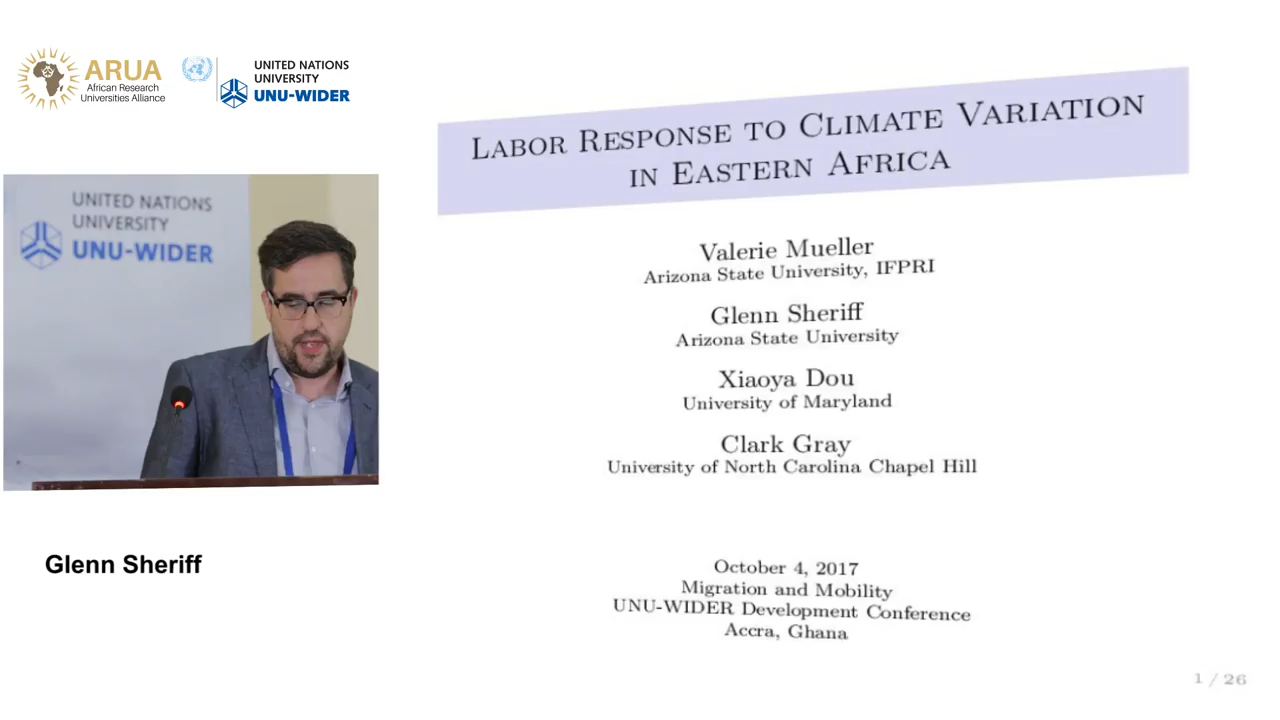 ARUA
African Research
Universities Alliance
UNITED NATIONS
UNIVERSITY
UNU-WIDER
UNITED NATIONS
UNIVERSITY
UNU-WIDER
Glenn Sheriff
LABOR RESPONSE TO CLIMATE VARIATION
IN EASTERN AFRICA
Valerie Mueller
Arizona State University, IFPRI
Glenn Sheriff
Arizona State University
Xiaoya Dou
University of Maryland
Clark Gray
University of North Carolina Chapel Hill
October 4, 2017
Migration and Mobility
UNU-WIDER Development Conference
Accra, Ghana
1 / 26